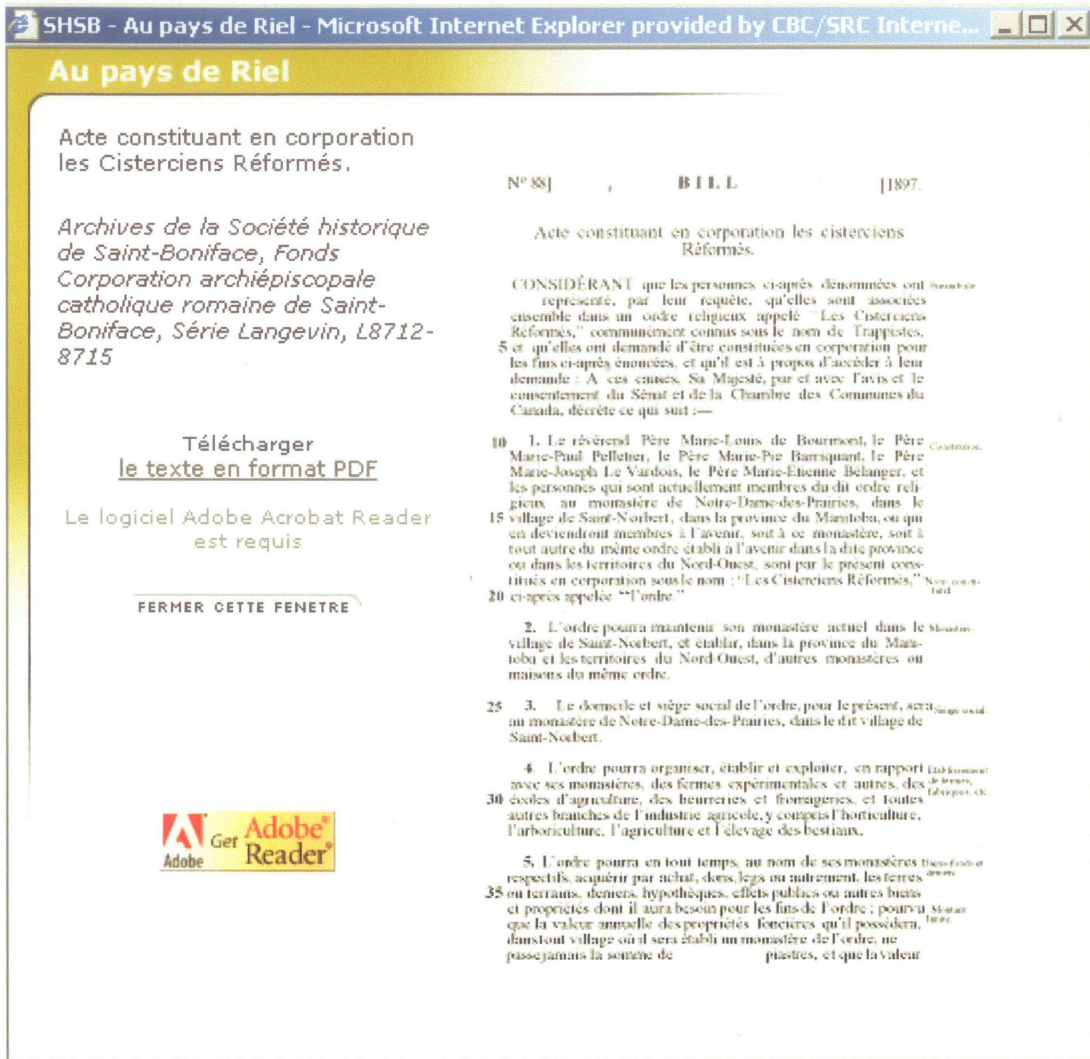 SHSB - Au pays de Riel - Microsoft Internet Explorer provided by CBC/SRC Interne...
Au pays de Riel
Acte constituant en corporation
les Cisterciens Réformés.
Archives de la Société historique
de Saint-Boniface, Fonds
Corporation archiépiscopale
catholique romaine de Saint-
Boniface, Série Langevin, L8712-
8715
Télécharger
le texte en format PDF
Le logiciel Adobe Acrobat Reader
est requis
FERMER CETTE FENETRE
Adobe
Get Adobe®
Reader®
Nº 88] BILL [1897.
Acte constituant en corporation les cisterciens
Réformés.
CONSIDÉRANT que les personnes ci-après dénommées ont Préambule
représenté, par leur requête, qu'elles sont associées
ensemble dans un ordre religieux appelé "Les Cisterciens
Réformés," communément connus sous le nom de Trappistes,
5 et qu'elles ont demandé d'être constituées en corporation pour
les fins ci-après énoncées, et qu'il est à propos d'accéder à leur
demande : A ces causes, Sa Majesté, par et avec l'avis et le
consentement du Sénat et de la Chambre des Communes du
Canada, décrète ce qui suit :—
10 1. Le révérend Père Marie-Louis de Bourmont, le Père
Marie-Paul Pelletier, le Père Marie-Pie Barriquant, le Père
Marie-Joseph Le Vardois, le Père Marie-Etienne Bélanger, et
les personnes qui sont actuellement membres du dit ordre reli-
gieux au monastère de Notre-Dame-des-Prairies, dans le
15 village de Saint-Norbert, dans la province du Manitoba, ou qui
en deviendront membres à l'avenir, soit à ce monastère, soit à
tout autre du même ordre établi à l'avenir dans la dite province
ou dans les territoires du Nord-Ouest, sont par le présent cons-
titués en corporation sous le nom : "Les Cisterciens Réformés,"
20 ci-après appelée ""l'ordre."
2. L'ordre pourra maintenir son monastère actuel dans le
village de Saint-Norbert, et établir, dans la province du Mani-
toba et les territoires du Nord-Ouest, d'autres monastères ou
maisons du même ordre.
25 3. Le domicile et siège social de l'ordre, pour le présent, sera Siège social.
au monastère de Notre-Dame-des-Prairies, dans le dit village de
Saint-Norbert.
4. L'ordre pourra organiser, établir et exploiter, en rapport Etablissement
avec ses monastères, des fermes expérimentales et autres, des de fermes,
30 écoles d'agriculture, des beurreries et fromageries, et toutes fabriques, etc.
autres branches de l'industrie agricole, y compris l'horticulture,
l'arboriculture, l'agriculture et l'élevage des bestiaux.
5. L'ordre pourra en tout temps, au nom de ses monastères
respectifs, acquérir par achat, dons, legs ou autrement, les terres
35 ou terrains, deniers, hypothèques, effets publics ou autres biens
et propriétés dont il aura besoin pour les fins de l'ordre ; pourvu
que la valeur annuelle des propriétés foncières qu'il possédera,
dans tout village où il sera établi un monastère de l'ordre, ne
passe jamais la somme de piastres, et que la valeur